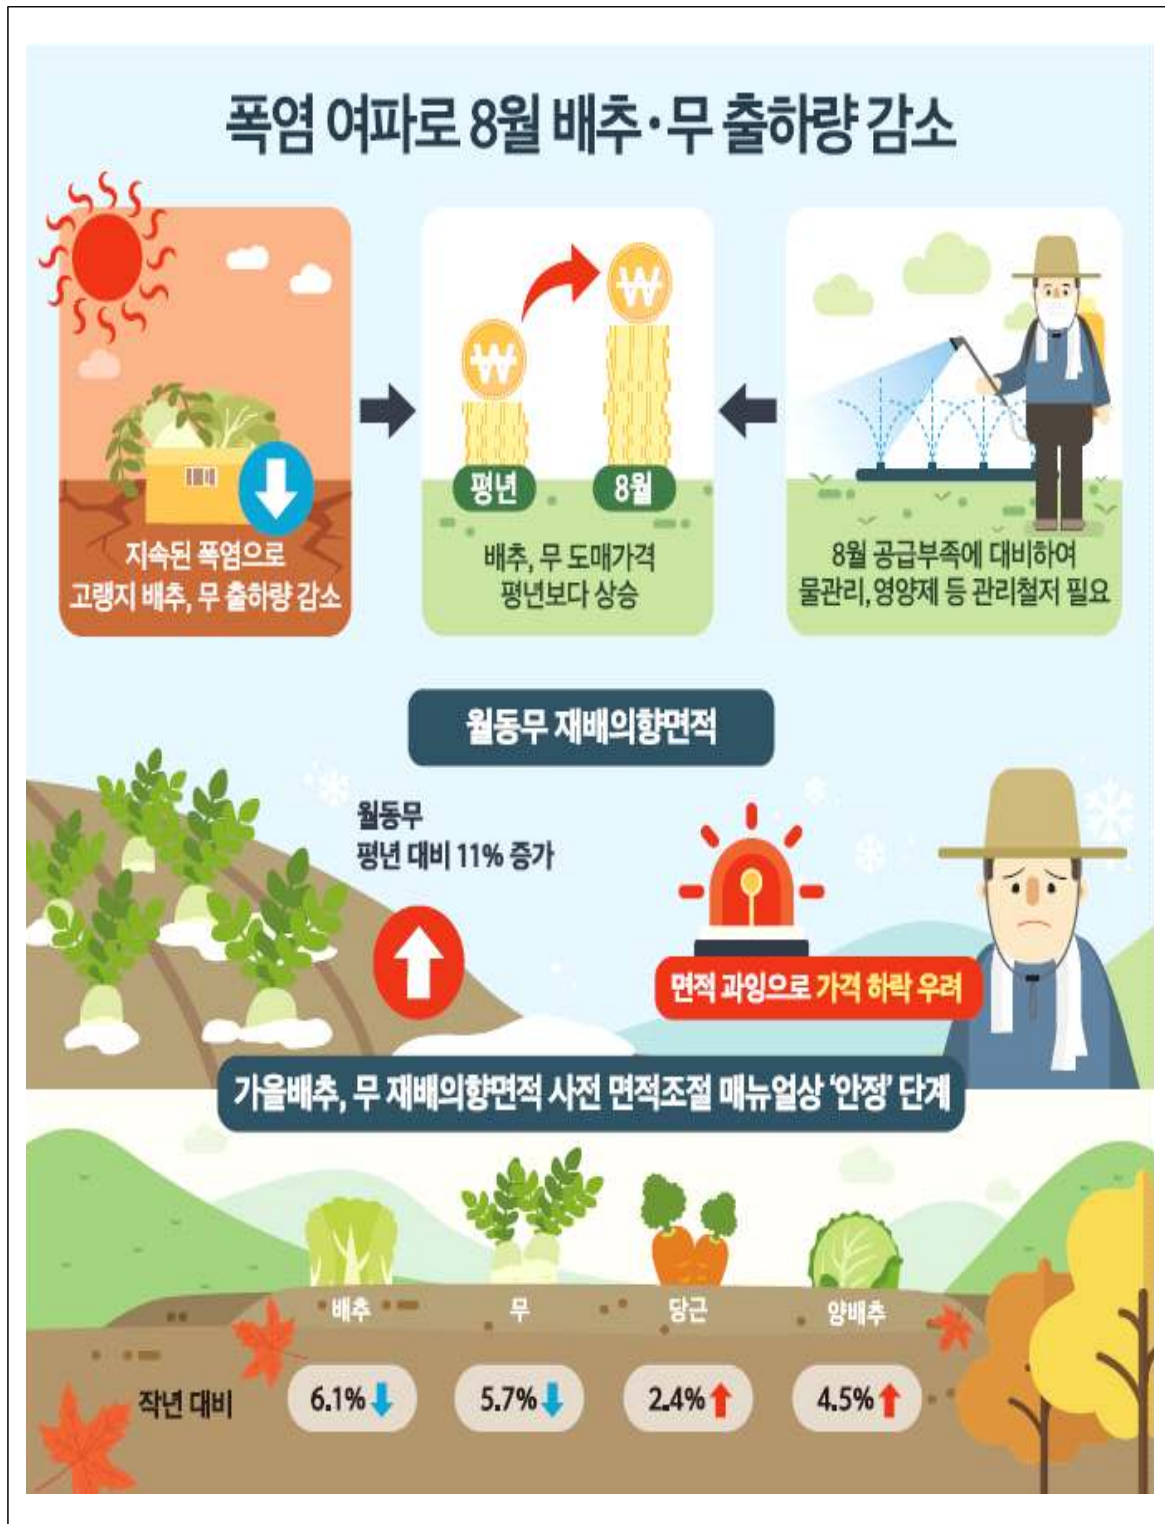 폭염 여파로 8월 배추·무 출하량 감소
지속된 폭염으로
고랭지 배추, 무 출하량 감소
₩
₩
평년
8월
배추, 무 도매가격
평년보다 상승
8월 공급부족에 대비하여
물관리, 영양제 등 관리철저 필요
월동무 재배의향면적
월동무
평년 대비 11% 증가
면적 과잉으로 가격 하락 우려
가을배추, 무 재배의향면적 사전 면적조절 매뉴얼상 ‘안정’ 단계
배추
무
당근
양배추
작년 대비
6.1%
5.7%
2.4%
4.5%